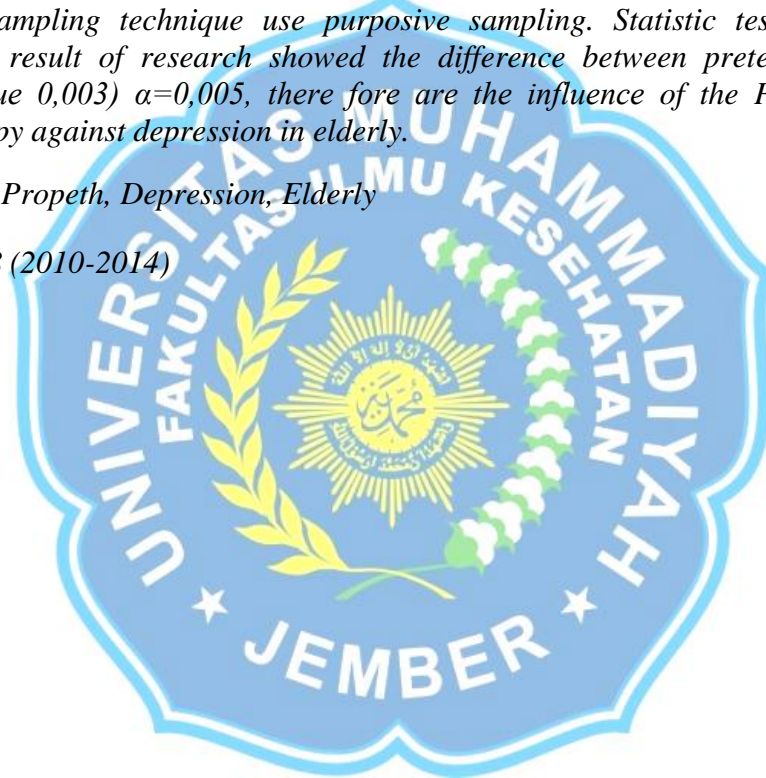 ampling technique use purposive sampling. Statistic tes
result of research showed the difference between prete
ue 0,003) α=0,005, there fore are the influence of the
py against depression in elderly.
Propeth, Depression, Elderly
(2010-2014)
UNIVERSITAS MUHAMMADIYAH
FAKULTAS ILMU KESEHATAN
محمدية
JEMBER